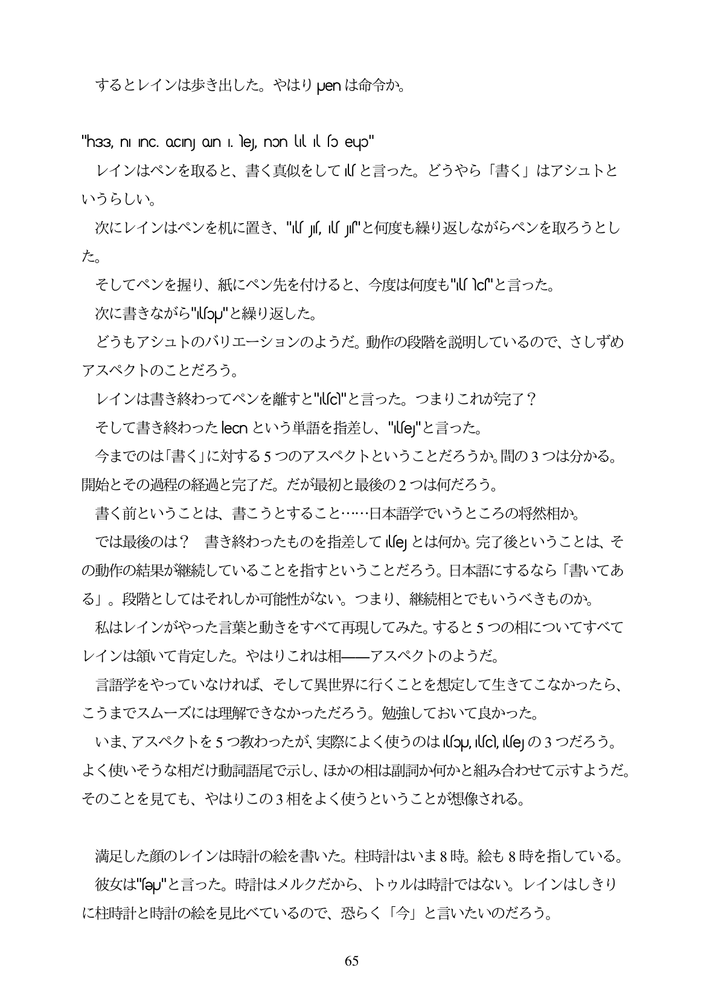 するとレインは歩き出した。やはり μen は命令か。
"hзз, nı ınc. ɑcınȷ ɑın ı. leȷ, nɔn lıl ıl ʃɔ eyɔ"
レインはペンを取ると、書く真似をして ılʃ と言った。どうやら「書く」はアシュトと
いうらしい。
次にレインはペンを机に置き、"ılʃ ȷıʃ, ılʃ ȷıʃ"と何度も繰り返しながらペンを取ろうとし
た。
そしてペンを握り、紙にペン先を付けると、今度は何度も"ılʃ lcʃ"と言った。
次に書きながら"ılʃɔμ"と繰り返した。
どうもアシュトのバリエーションのようだ。動作の段階を説明しているので、さしずめ
アスペクトのことだろう。
レインは書き終わってペンを離すと"ılʃcl"と言った。つまりこれが完了？
そして書き終わった lecn という単語を指差し、"ılʃeȷ"と言った。
今までのは「書く」に対する 5 つのアスペクトということだろうか。間の 3 つは分かる。
開始とその過程の経過と完了だ。だが最初と最後の 2 つは何だろう。
書く前ということは、書こうとすること……日本語学でいうところの将然相か。
では最後のは？　書き終わったものを指差して ılʃeȷ とは何か。完了後ということは、そ
の動作の結果が継続していることを指すということだろう。日本語にするなら「書いてあ
る」。段階としてはそれしか可能性がない。つまり、継続相とでもいうべきものか。
私はレインがやった言葉と動きをすべて再現してみた。すると 5 つの相についてすべて
レインは頷いて肯定した。やはりこれは相――アスペクトのようだ。
言語学をやっていなければ、そして異世界に行くことを想定して生きてこなかったら、
こうまでスムーズには理解できなかっただろう。勉強しておいて良かった。
いま、アスペクトを 5 つ教わったが、実際によく使うのは ılʃɔμ, ılʃcl, ılʃeȷ の 3 つだろう。
よく使いそうな相だけ動詞語尾で示し、ほかの相は副詞か何かと組み合わせて示すようだ。
そのことを見ても、やはりこの 3 相をよく使うということが想像される。
満足した顔のレインは時計の絵を書いた。柱時計はいま 8 時。絵も 8 時を指している。
彼女は"ʃəμ"と言った。時計はメルクだから、トゥルは時計ではない。レインはしきり
に柱時計と時計の絵を見比べているので、恐らく「今」と言いたいのだろう。
65